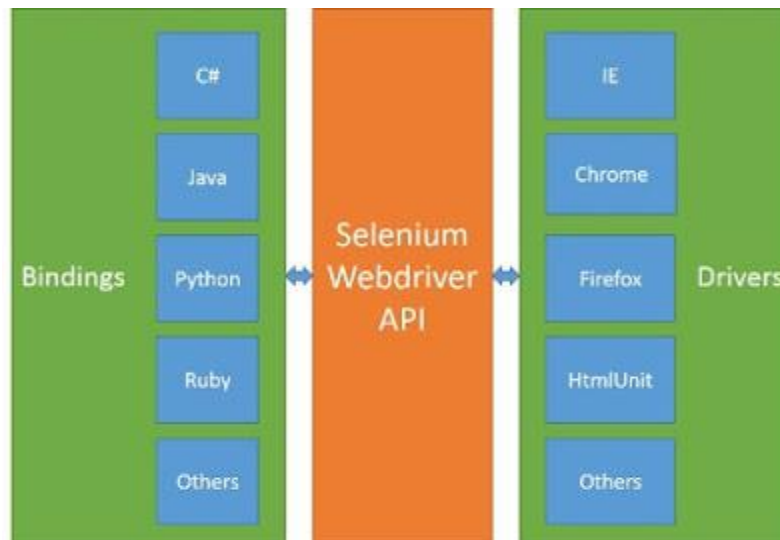 Bindings
C#
Java
Python
Ruby
Others
Selenium
Webdriver
API
IE
Chrome
Firefox
HtmlUnit
Others
Drivers